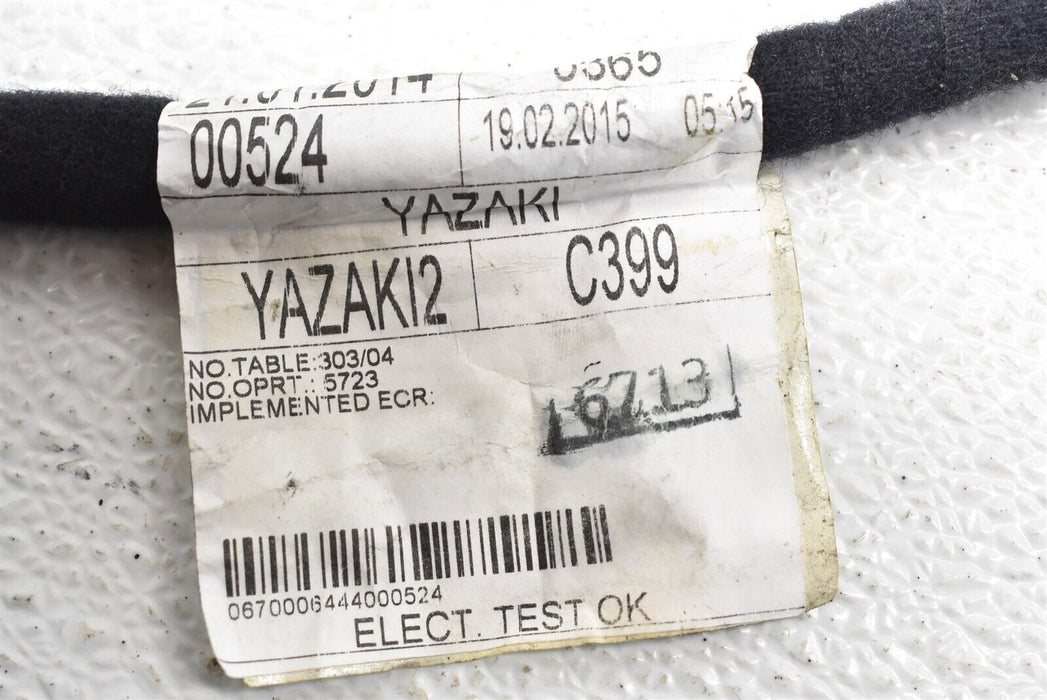 0365
00524 19.02.2015 05:15
YAZAKI
YAZAKI2 C399
NO.TABLE:303/04
NO.OPRT.: 5723
IMPLEMENTED ECR:
6713
0670006444000524
ELECT. TEST OK